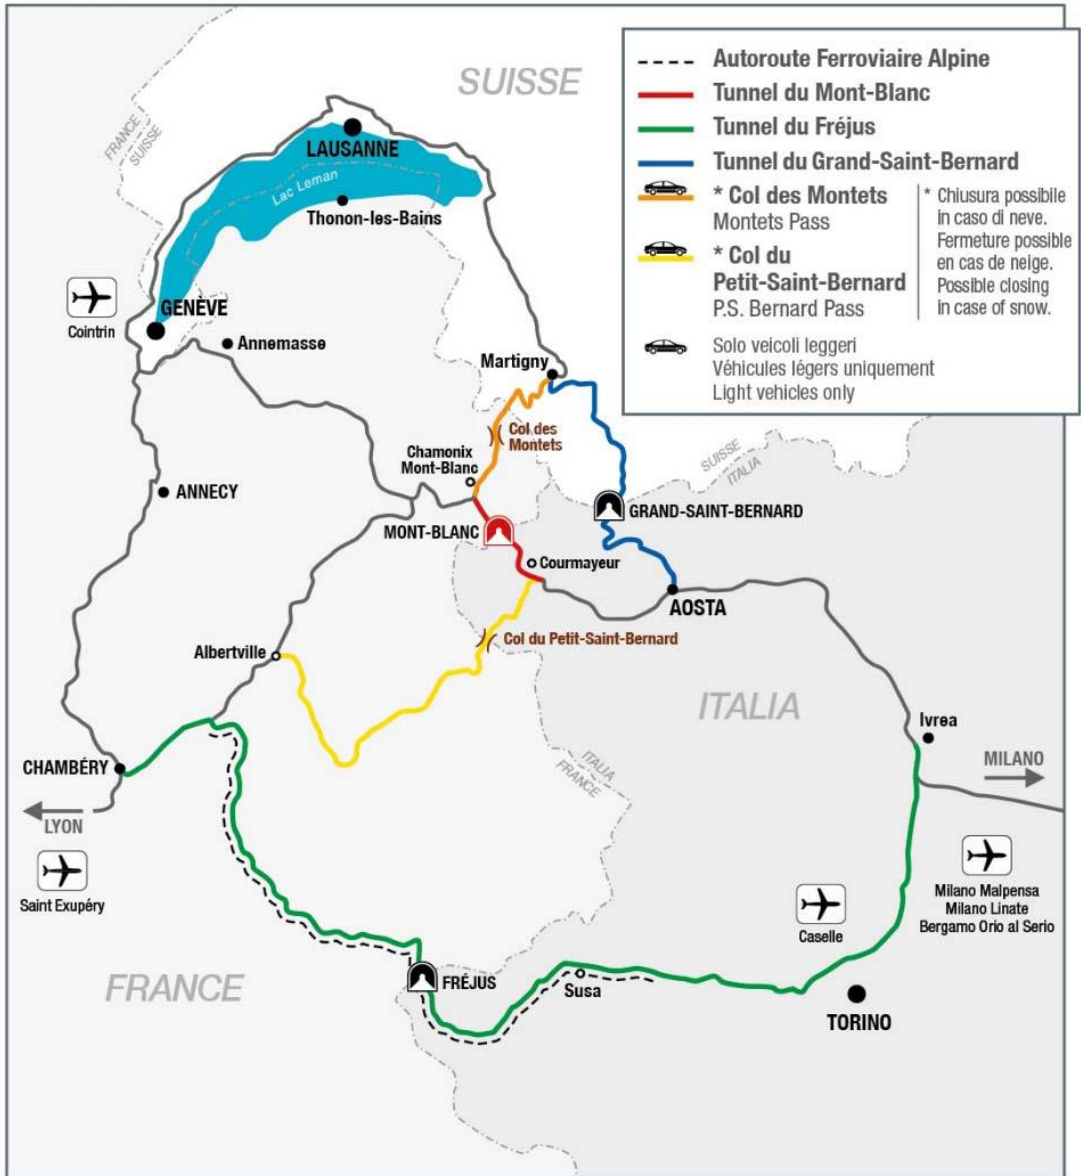 SUISSE
FRANCE
SUISSE
LAUSANNE
Lac Leman
Thonon-les-Bains
GENÈVE
Cointrin
Annemasse
Martigny
Col des
Montets
Chamonix
Mont-Blanc
ANNECY
MONT-BLANC
GRAND-SAINT-BERNARD
SUISSE
ITALIA
Courmayeur
AOSTA
Albertville
Col du Petit-Saint-Bernard
ITALIA
Ivrea
ITALIA
FRANCE
MILANO
CHAMBÉRY
LYON
Saint Exupéry
Milano Malpensa
Milano Linate
Bergamo Orio al Serio
Caselle
FRÉJUS
Susa
FRANCE
TORINO
Autoroute Ferroviaire Alpine
Tunnel du Mont-Blanc
Tunnel du Fréjus
Tunnel du Grand-Saint-Bernard
* Col des Montets
Montets Pass
* Col du
Petit-Saint-Bernard
P.S. Bernard Pass
* Chiusura possibile
in caso di neve.
Fermeture possible
en cas de neige.
Possible closing
in case of snow.
Solo veicoli leggeri
Véhicules légers uniquement
Light vehicles only